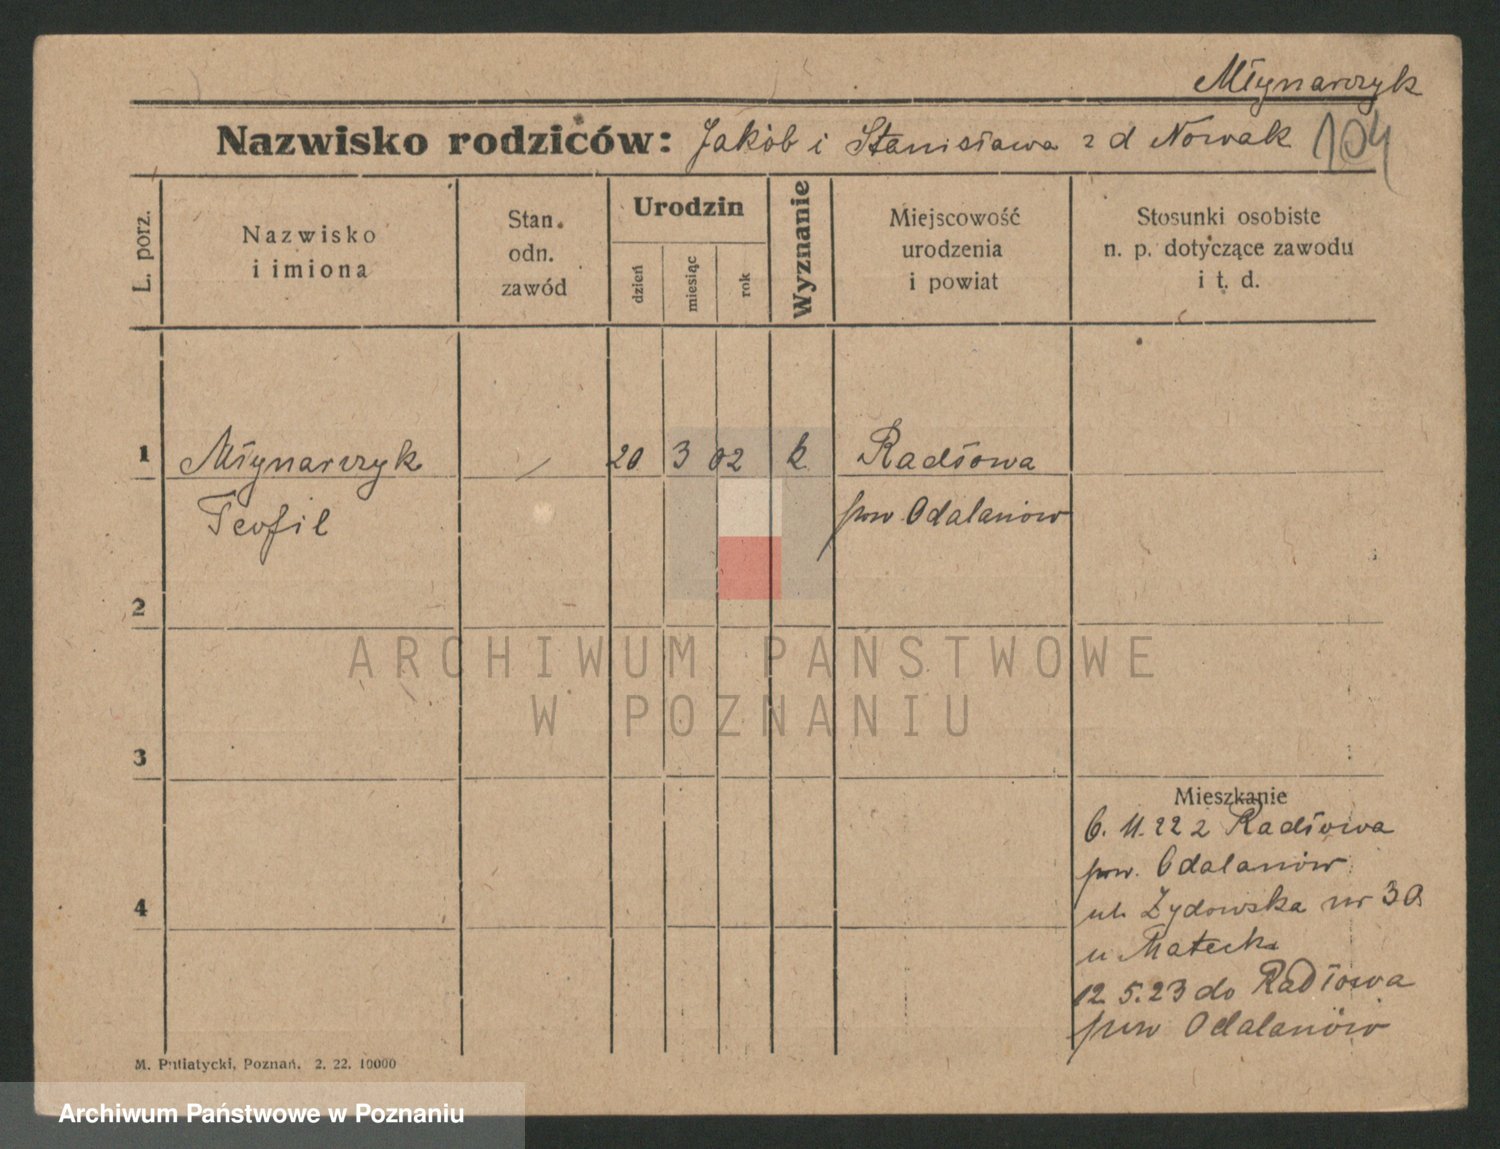 Młynarczyk
Nazwisko rodziców: Jakób i Stanisława z d Nowak 104
L. porz.
Nazwisko
i imiona
Stan.
odn.
zawód
Urodzin
dzień
miesiąc
rok
Wyznanie
Miejscowość
urodzenia
i powiat
Stosunki osobiste
n. p. dotyczące zawodu
i t. d.
1 Młynarczyk / 20 3 02 k Radłowa
Teofil pow Odalanów
2
3
4
Mieszkanie
6. 11. 22 z Radłowa
pow. Odalanów
ul. Żydowska nr 30
u Małeck
12. 5. 23 do Radłowa
pow Odalanów
M. Putiatycki, Poznań. 2. 22. 10000
ARCHIWUM PAŃSTWOWE
W POZNANIU
Archiwum Państwowe w Poznaniu